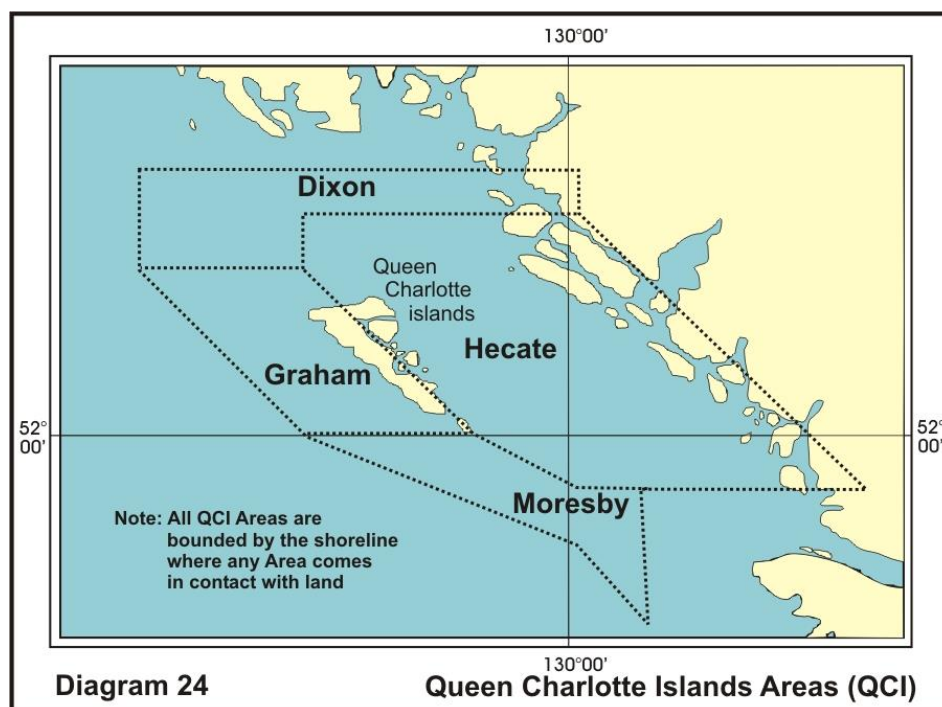 130°00'
Dixon
Queen
Charlotte
islands
Hecate
Graham
52°
00'
52°
00'
Moresby
Note: All QCI Areas are
bounded by the shoreline
where any Area comes
in contact with land
130°00'
Diagram 24
Queen Charlotte Islands Areas (QCI)